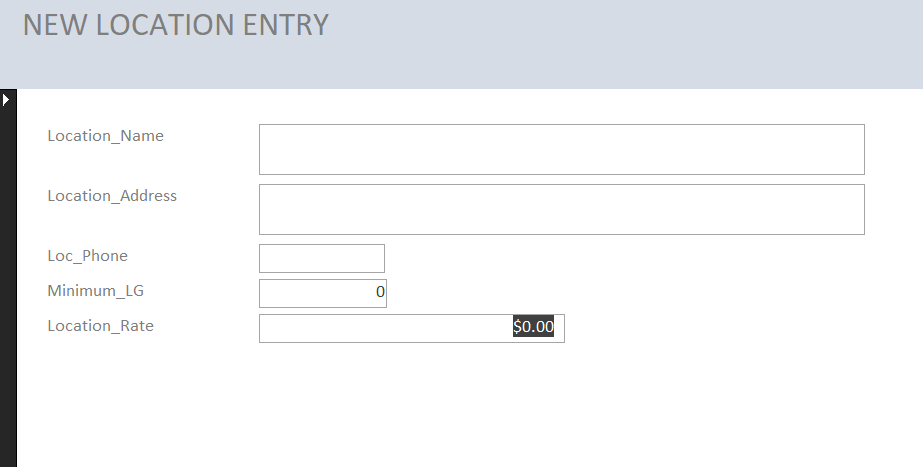 NEW LOCATION ENTRY
Location_Name
Location_Address
Loc_Phone
Minimum_LG 0
Location_Rate $0.00